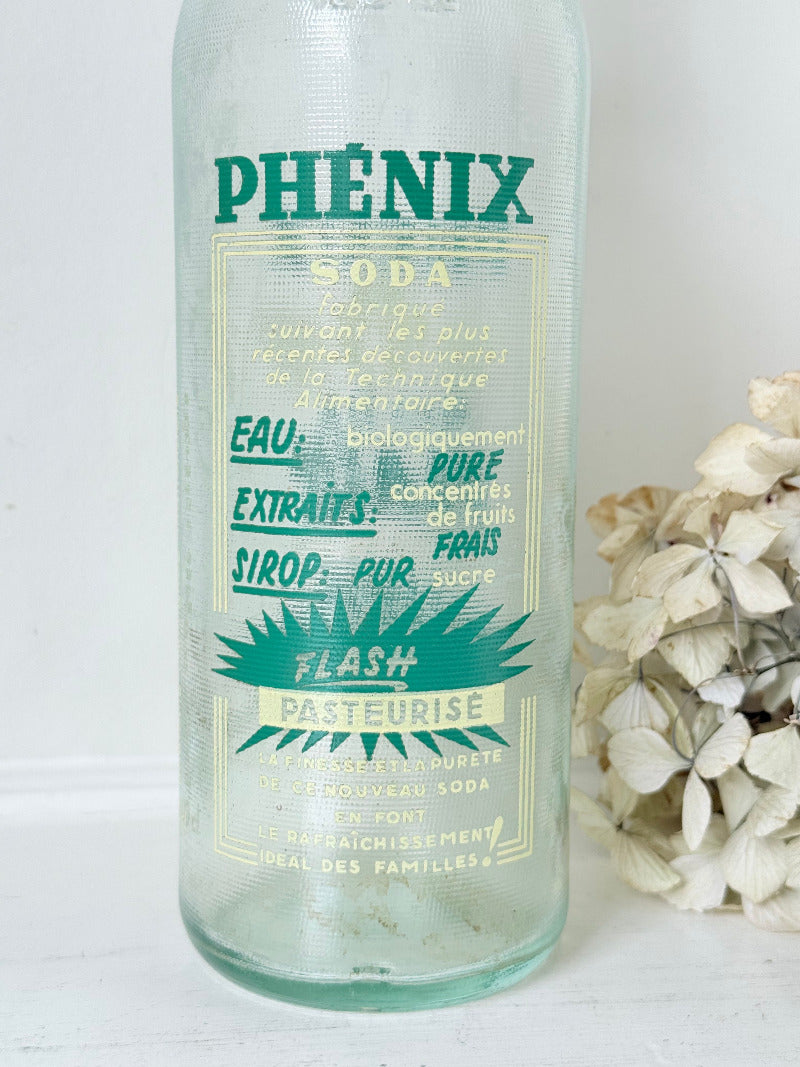 PHÉNIX
SODA
fabrique
suivant les plus
récentes découvertes
de la Technique
Alimentaire:
EAU: biologiquement
PURE
EXTRAITS: concentrés
de fruits
FRAIS
SIROP: PUR sucre
FLASH
PASTEURISÉ
LA FINESSE ET LA PURETÉ
DE CE NOUVEAU SODA
EN FONT
LE RAFRAÎCHISSEMENT
IDEAL DES FAMILLES!